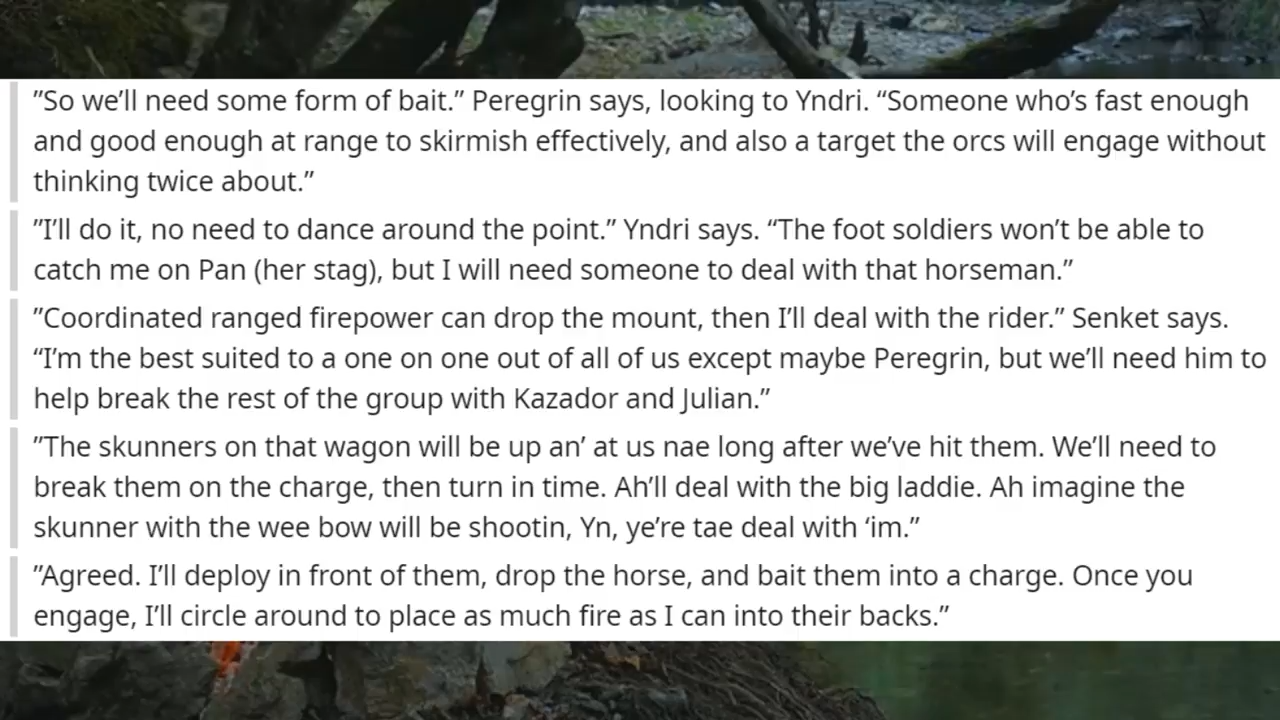 ”So we’ll need some form of bait.” Peregrin says, looking to Yndri. “Someone who’s fast enough
and good enough at range to skirmish effectively, and also a target the orcs will engage without
thinking twice about.”
”I’ll do it, no need to dance around the point.” Yndri says. “The foot soldiers won’t be able to
catch me on Pan (her stag), but I will need someone to deal with that horseman.”
”Coordinated ranged firepower can drop the mount, then I’ll deal with the rider.” Senket says.
“I’m the best suited to a one on one out of all of us except maybe Peregrin, but we’ll need him to
help break the rest of the group with Kazador and Julian.”
”The skunners on that wagon will be up an’ at us nae long after we’ve hit them. We’ll need to
break them on the charge, then turn in time. Ah’ll deal with the big laddie. Ah imagine the
skunner with the wee bow will be shootin, Yn, ye’re tae deal with ‘im.”
”Agreed. I’ll deploy in front of them, drop the horse, and bait them into a charge. Once you
engage, I’ll circle around to place as much fire as I can into their backs.”